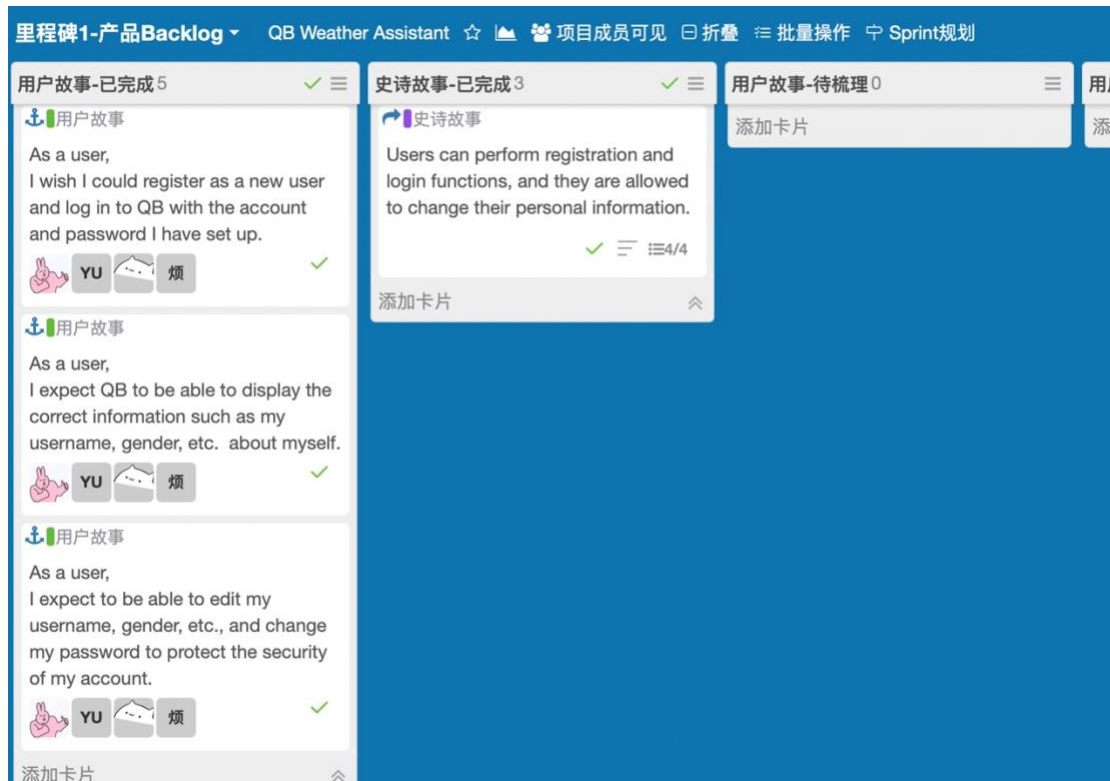 里程碑1-产品Backlog QB Weather Assistant 项目成员可见 折叠 批量操作 Sprint规划
用户故事-已完成5
用户故事
As a user,
I wish I could register as a new user
and log in to QB with the account
and password I have set up.
YU 烦
用户故事
As a user,
I expect QB to be able to display the
correct information such as my
username, gender, etc. about myself.
YU 烦
用户故事
As a user,
I expect to be able to edit my
username, gender, etc., and change
my password to protect the security
of my account.
YU 烦
添加卡片
史诗故事-已完成3
史诗故事
Users can perform registration and
login functions, and they are allowed
to change their personal information.
4/4
添加卡片
用户故事-待梳理0
添加卡片
用
添